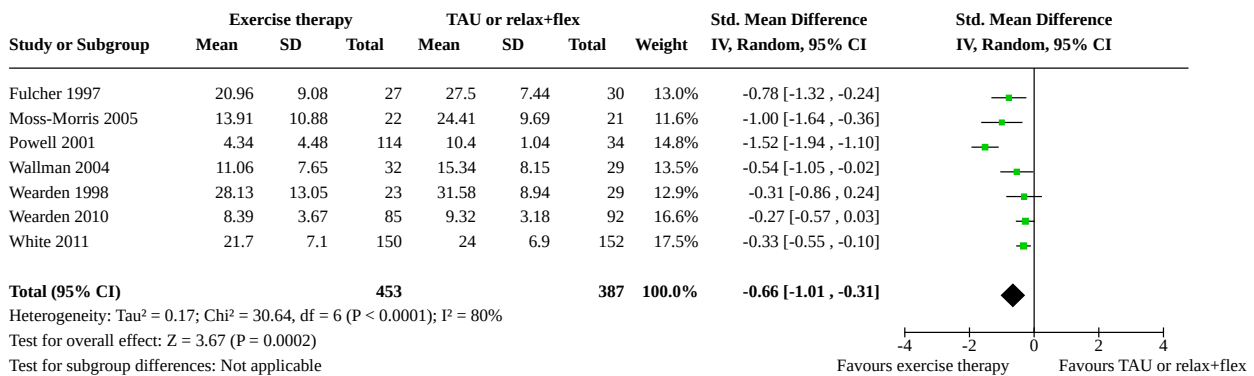 Exercise therapy TAU or relax+flex Std. Mean Difference Std. Mean Difference
Study or Subgroup Mean SD Total Mean SD Total Weight IV, Random, 95% CI IV, Random, 95% CI
Fulcher 1997 20.96 9.08 27 27.5 7.44 30 13.0% -0.78 [-1.32 , -0.24]
Moss-Morris 2005 13.91 10.88 22 24.41 9.69 21 11.6% -1.00 [-1.64 , -0.36]
Powell 2001 4.34 4.48 114 10.4 1.04 34 14.8% -1.52 [-1.94 , -1.10]
Wallman 2004 11.06 7.65 32 15.34 8.15 29 13.5% -0.54 [-1.05 , -0.02]
Wearden 1998 28.13 13.05 23 31.58 8.94 29 12.9% -0.31 [-0.86 , 0.24]
Wearden 2010 8.39 3.67 85 9.32 3.18 92 16.6% -0.27 [-0.57 , 0.03]
White 2011 21.7 7.1 150 24 6.9 152 17.5% -0.33 [-0.55 , -0.10]
Total (95% CI) 453 387 100.0% -0.66 [-1.01 , -0.31]
Heterogeneity: Tau² = 0.17; Chi² = 30.64, df = 6 (P < 0.0001); I² = 80%
Test for overall effect: Z = 3.67 (P = 0.0002)
Test for subgroup differences: Not applicable
-4 -2 0 2 4
Favours exercise therapy Favours TAU or relax+flex